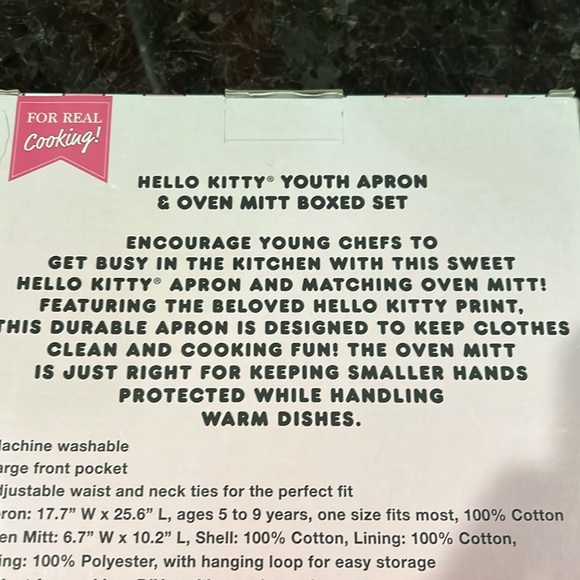 FOR REAL
Cooking!
HELLO KITTY® YOUTH APRON
& OVEN MITT BOXED SET
ENCOURAGE YOUNG CHEFS TO
GET BUSY IN THE KITCHEN WITH THIS SWEET
HELLO KITTY® APRON AND MATCHING OVEN MITT!
FEATURING THE BELOVED HELLO KITTY PRINT,
THIS DURABLE APRON IS DESIGNED TO KEEP CLOTHES
CLEAN AND COOKING FUN! THE OVEN MITT
IS JUST RIGHT FOR KEEPING SMALLER HANDS
PROTECTED WHILE HANDLING
WARM DISHES.
achine washable
arge front pocket
djustable waist and neck ties for the perfect fit
ron: 17.7” W x 25.6” L, ages 5 to 9 years, one size fits most, 100% Cotton
en Mitt: 6.7” W x 10.2” L, Shell: 100% Cotton, Lining: 100% Cotton,
ing: 100% Polyester, with hanging loop for easy storage